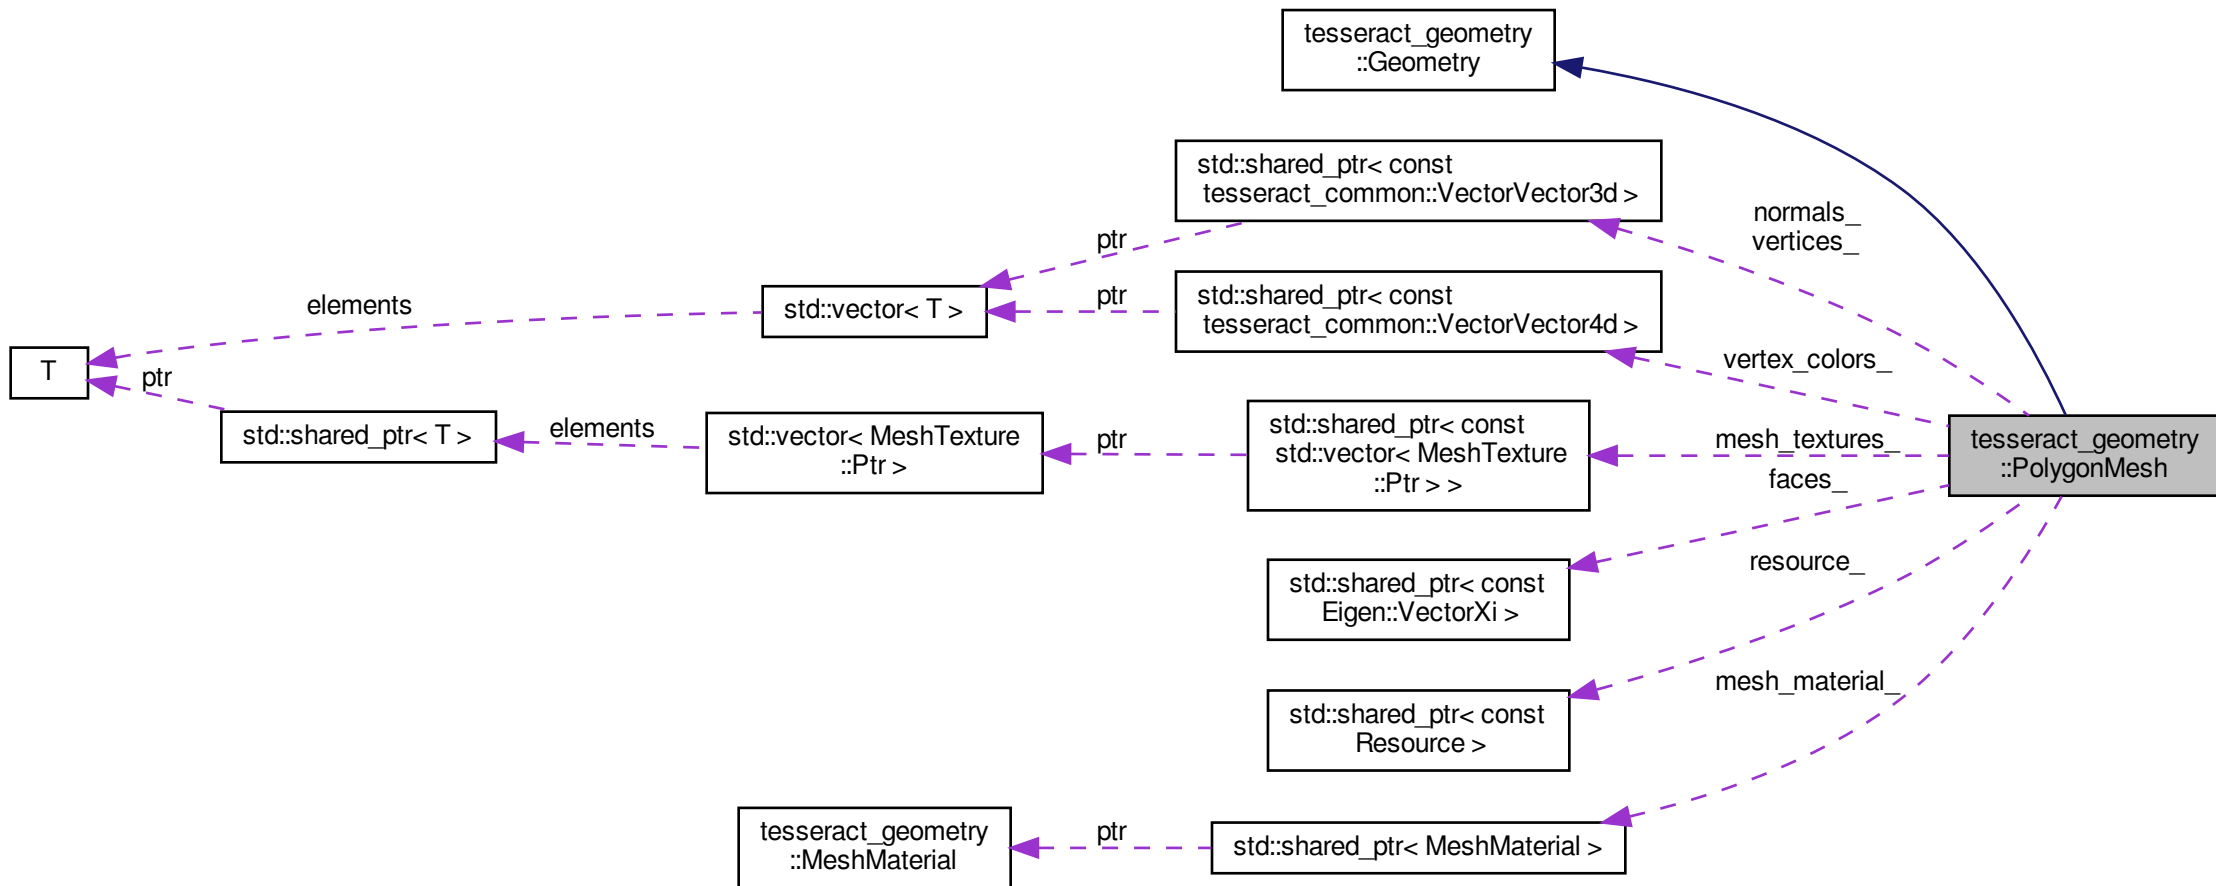 tesseract_geometry
::Geometry
std::shared_ptr< const
tesseract_common::VectorVector3d >
normals_
vertices_
ptr
std::vector< T >
elements
std::shared_ptr< const
tesseract_common::VectorVector4d >
ptr
vertex_colors_
T
ptr
std::shared_ptr< T >
elements
std::vector< MeshTexture
::Ptr >
ptr
std::shared_ptr< const
std::vector< MeshTexture
::Ptr > >
mesh_textures_
tesseract_geometry
::PolygonMesh
faces_
std::shared_ptr< const
Eigen::VectorXi >
resource_
std::shared_ptr< const
Resource >
mesh_material_
tesseract_geometry
::MeshMaterial
ptr
std::shared_ptr< MeshMaterial >